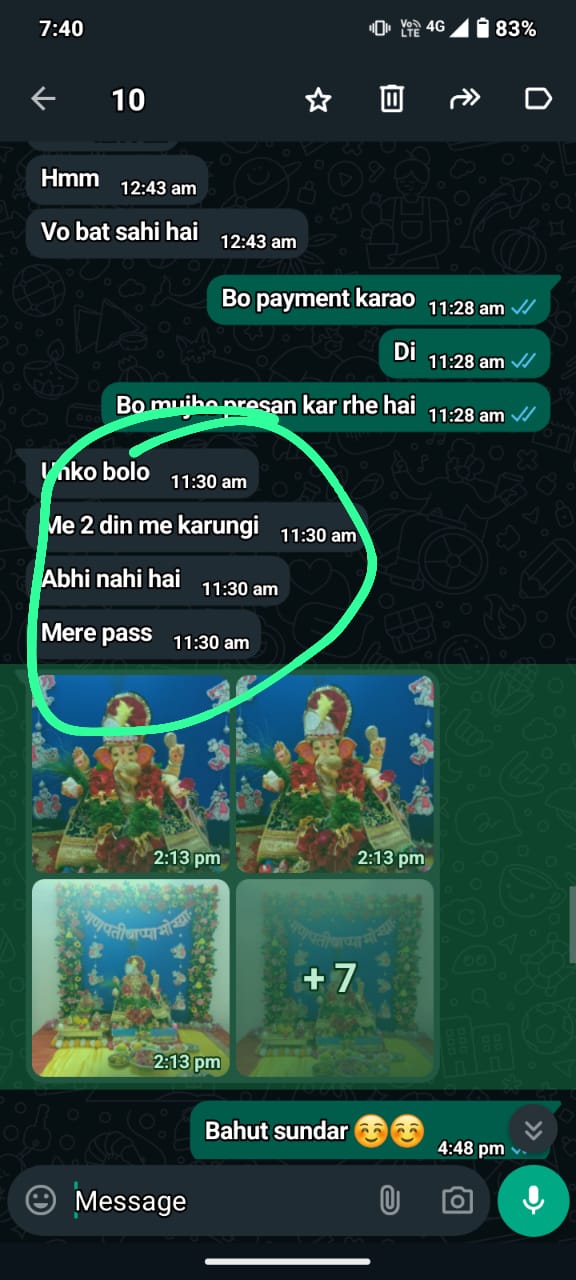 7:40
Vo LTE 4G 83%
10
Hmm 12:43 am
Vo bat sahi hai 12:43 am
Bo payment karao 11:28 am
Di 11:28 am
Bo mujhe presan kar rhe hai 11:28 am
Unko bolo 11:30 am
Me 2 din me karungi 11:30 am
Abhi nahi hai 11:30 am
Mere pass 11:30 am
2:13 pm 2:13 pm
गणपती बाप्पा मोरया
+ 7
2:13 pm
Bahut sundar ☺️☺️ 4:48 pm
Message